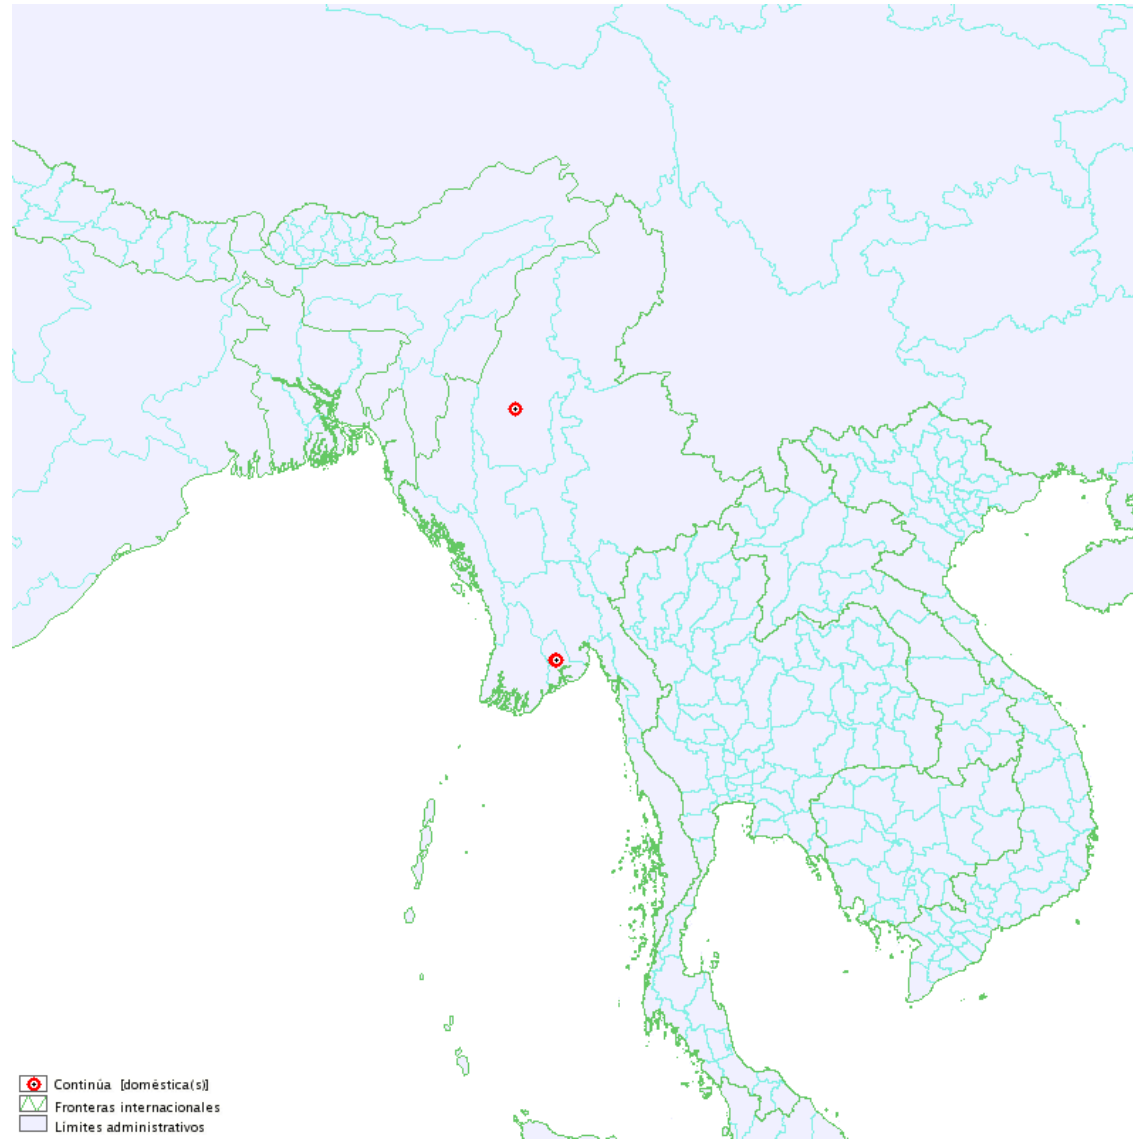 Continúa [doméstica(s)]
Fronteras internacionales
Límites administrativos